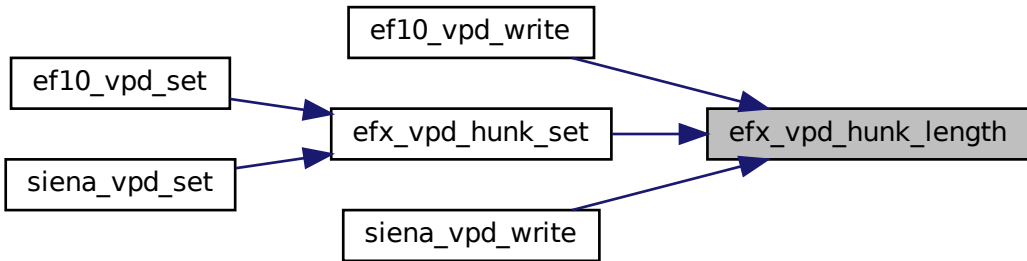 ef10_vpd_write
ef10_vpd_set
efx_vpd_hunk_set
efx_vpd_hunk_length
siena_vpd_set
siena_vpd_write